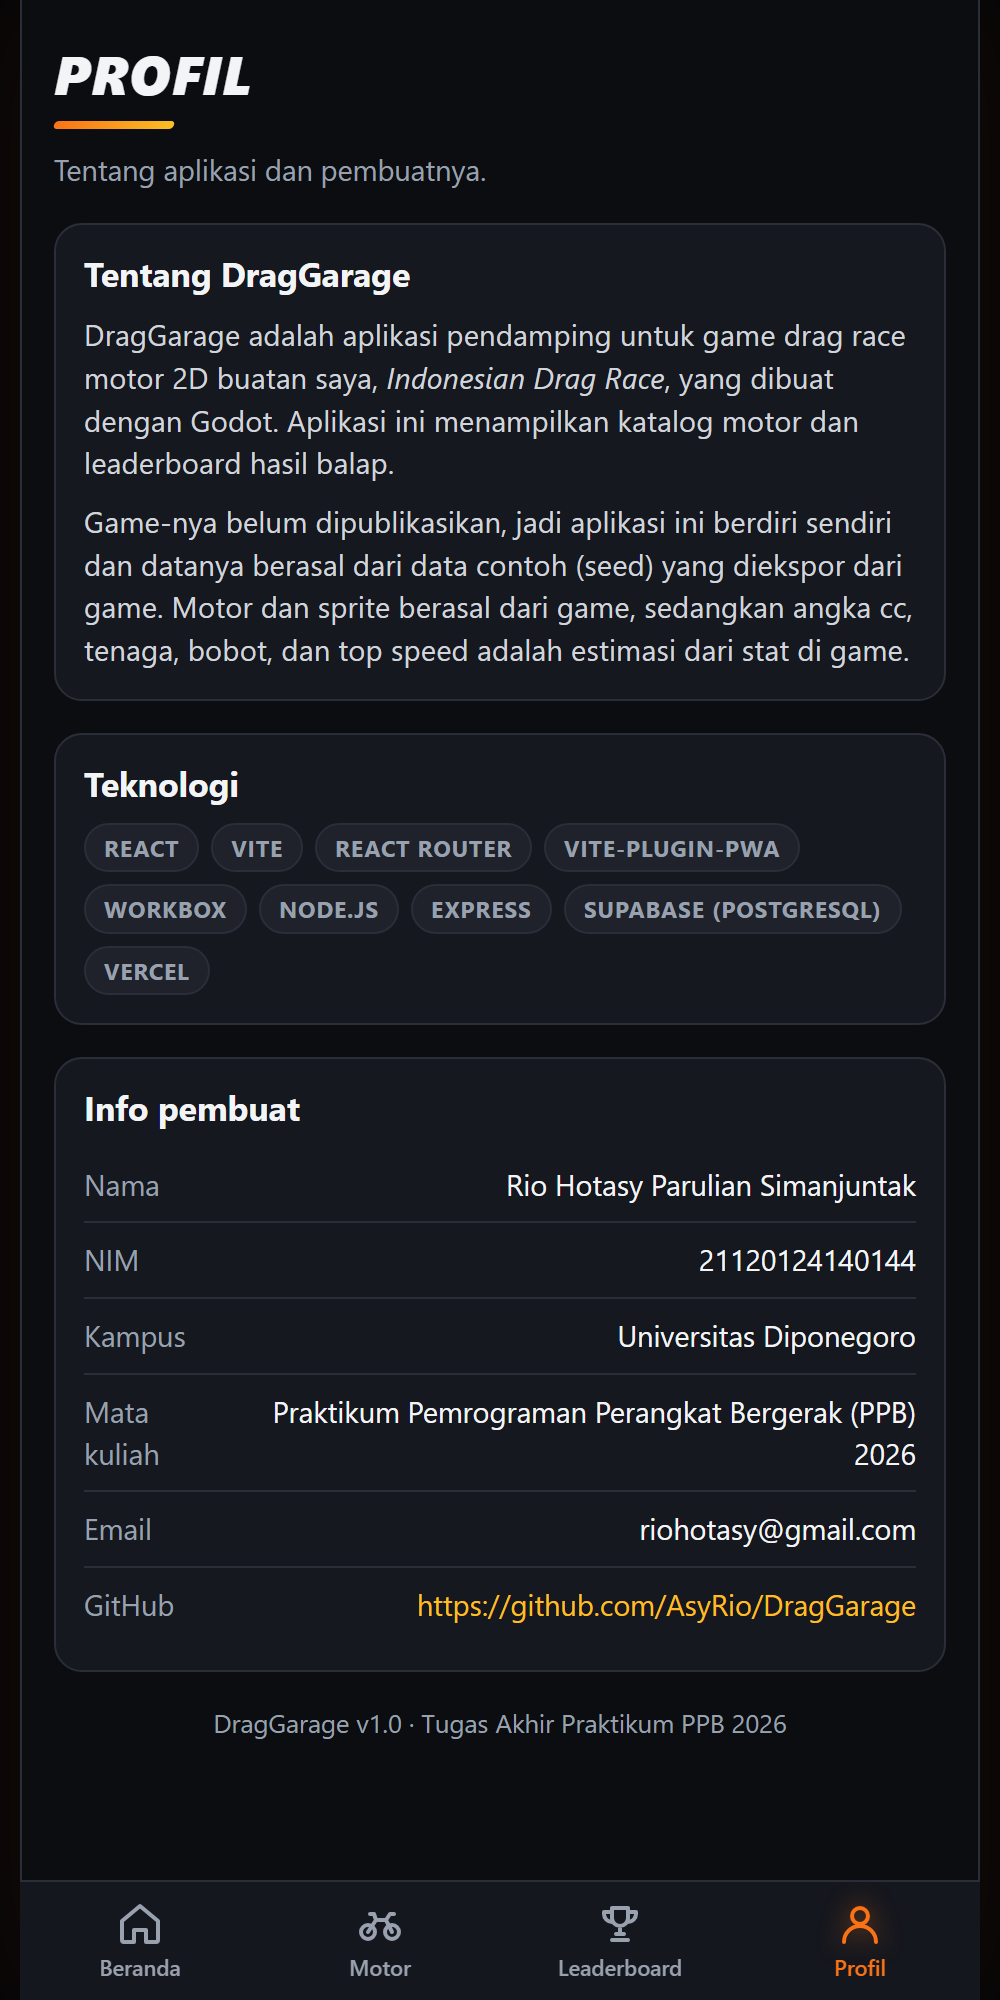 PROFIL
Tentang aplikasi dan pembuatnya.
Tentang DragGarage
DragGarage adalah aplikasi pendamping untuk game drag race
motor 2D buatan saya, Indonesian Drag Race, yang dibuat
dengan Godot. Aplikasi ini menampilkan katalog motor dan
leaderboard hasil balap.
Game-nya belum dipublikasikan, jadi aplikasi ini berdiri sendiri
dan datanya berasal dari data contoh (seed) yang diekspor dari
game. Motor dan sprite berasal dari game, sedangkan angka cc,
tenaga, bobot, dan top speed adalah estimasi dari stat di game.
Teknologi
REACT VITE REACT ROUTER VITE-PLUGIN-PWA
WORKBOX NODE.JS EXPRESS SUPABASE (POSTGRESQL)
VERCEL
Info pembuat
Nama Rio Hotasy Parulian Simanjuntak
NIM 21120124140144
Kampus Universitas Diponegoro
Mata kuliah Praktikum Pemrograman Perangkat Bergerak (PPB) 2026
Email riohotasy@gmail.com
GitHub https://github.com/AsyRio/DragGarage
DragGarage v1.0 · Tugas Akhir Praktikum PPB 2026
Beranda Motor Leaderboard Profil